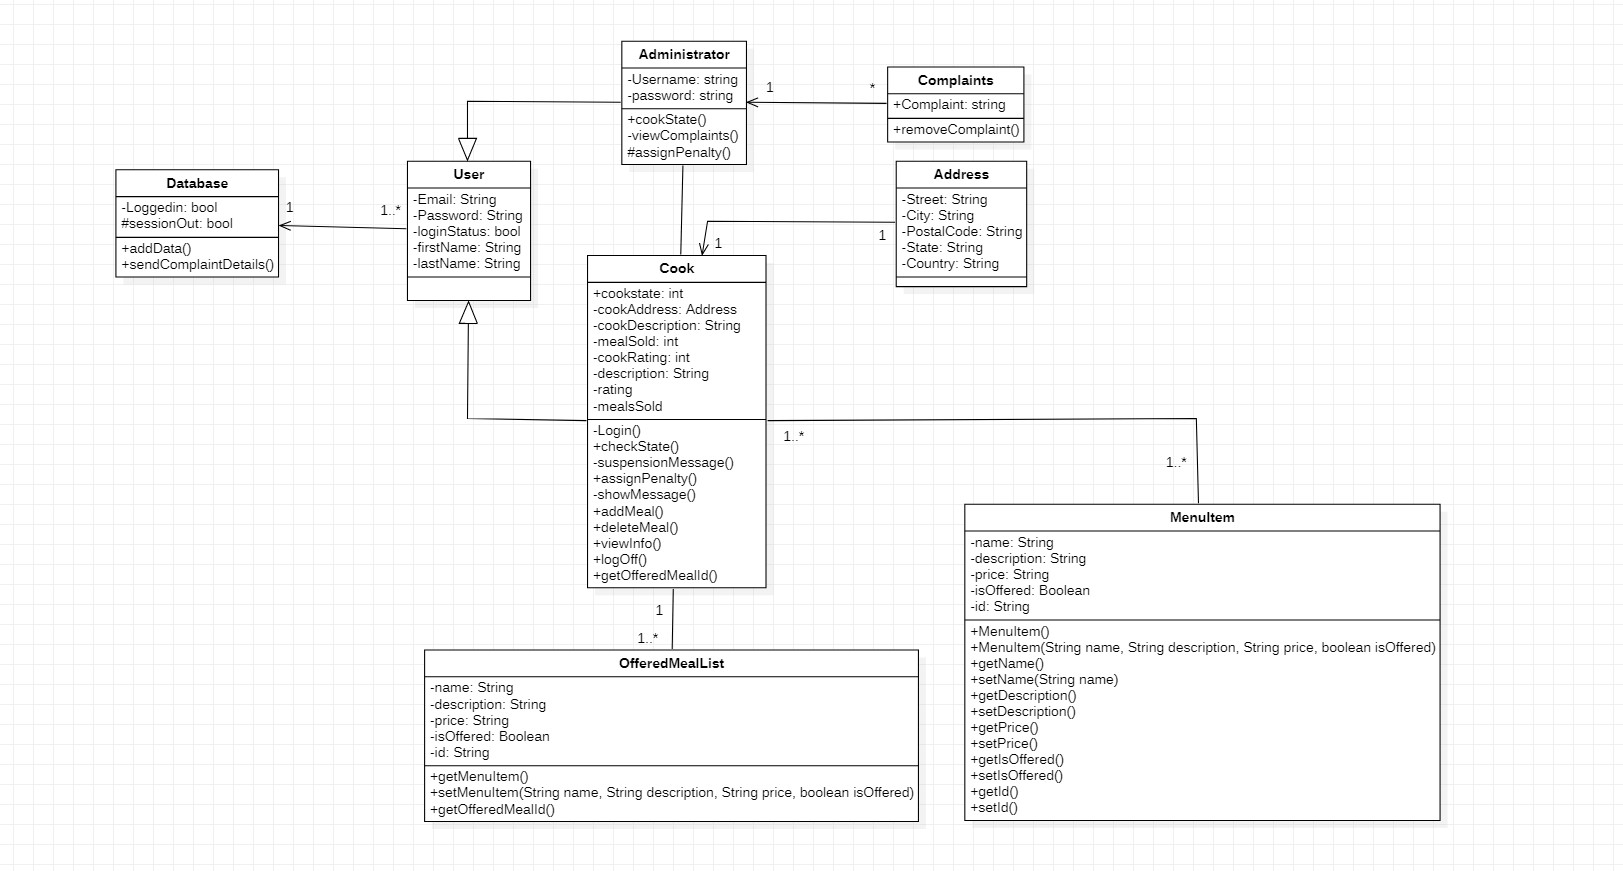 Administrator
-Username: string
-password: string
+cookState()
-viewComplaints()
#assignPenalty()
1
*
Complaints
+Complaint: string
+removeComplaint()
Database
-Loggedin: bool
#sessionOut: bool
+addData()
+sendComplaintDetails()
1
1..*
User
-Email: String
-Password: String
-loginStatus: bool
-firstName: String
-lastName: String
Address
-Street: String
-City: String
-PostalCode: String
-State: String
-Country: String
1
1
Cook
+cookstate: int
-cookAddress: Address
-cookDescription: String
-mealSold: int
-cookRating: int
-description: String
-rating
-mealsSold
-Login()
+checkState()
-suspensionMessage()
+assignPenalty()
-showMessage()
+addMeal()
+deleteMeal()
+viewInfo()
+logOff()
+getOfferedMealId()
1..*
1..*
1
1..*
OfferedMealList
-name: String
-description: String
-price: String
-isOffered: Boolean
-id: String
+getMenuItem()
+setMenuItem(String name, String description, String price, boolean isOffered)
+getOfferedMealId()
MenuItem
-name: String
-description: String
-price: String
-isOffered: Boolean
-id: String
+MenuItem()
+MenuItem(String name, String description, String price, boolean isOffered)
+getName()
+setName(String name)
+getDescription()
+setDescription()
+getPrice()
+setPrice()
+getIsOffered()
+setIsOffered()
+getId()
+setId()